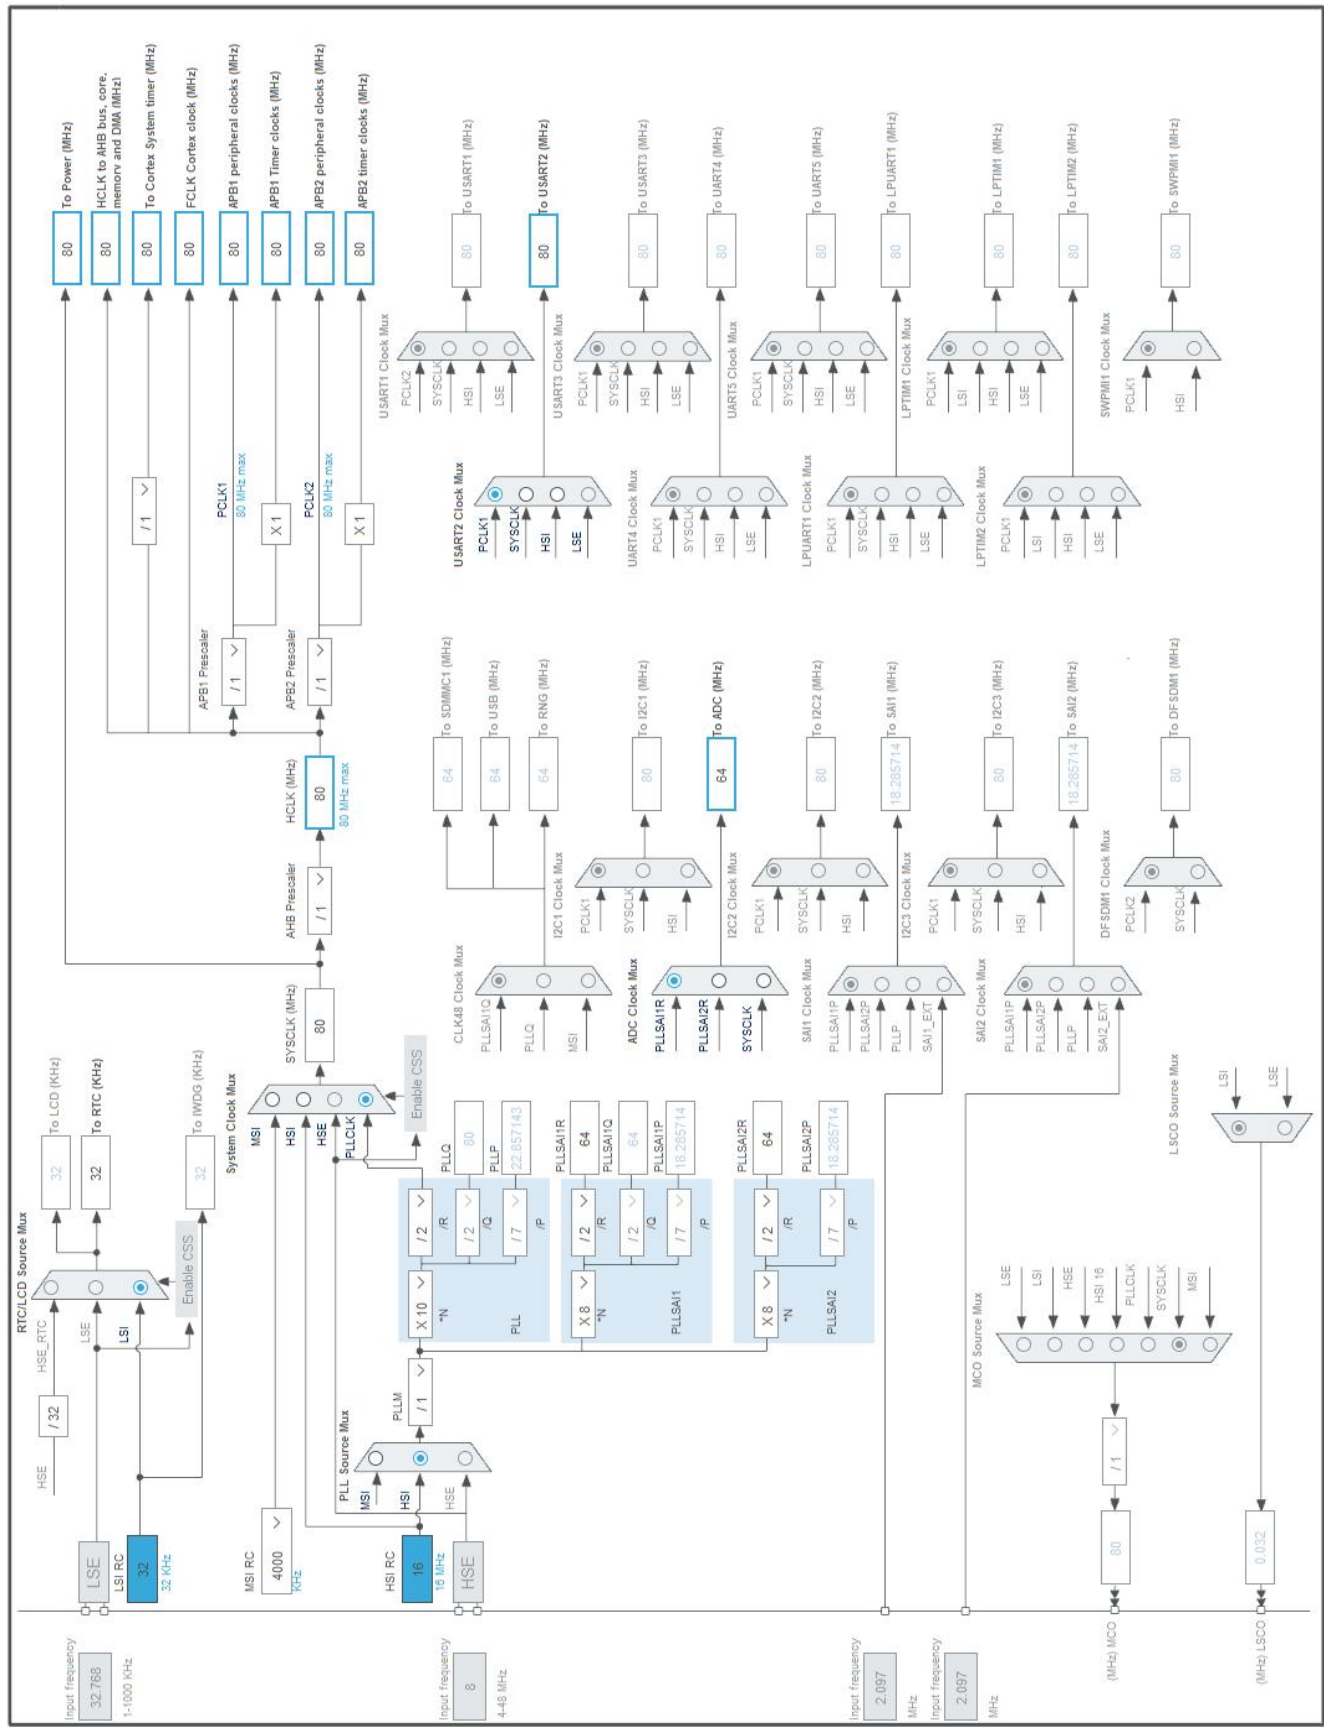 Input frequency
32.768
1-1000 KHz
LSE
LSI RC
32
32 KHz
HSE
/ 32
HSE_RTC
LSE
LSI
RTC/LCD Source Mux
Enable CSS
32
To LCD (KHz)
32
To RTC (KHz)
32
To IWDG (KHz)
MSI RC
4000
KHz
HSI RC
16
16 MHz
Input frequency
8
4-48 MHz
HSE
PLL Source Mux
MSI
HSI
HSE
PLLM
/ 1
System Clock Mux
MSI
HSI
HSE
PLLCLK
Enable CSS
SYSCLK (MHz)
80
AHB Prescaler
/ 1
HCLK (MHz)
80
80 MHz max
APB1 Prescaler
/ 1
APB2 Prescaler
/ 1
/ 1
PCLK1
80 MHz max
X 1
PCLK2
80 MHz max
X 1
80
To Power (MHz)
80
HCLK to AHB bus, core,
memory and DMA (MHz)
80
To Cortex System timer (MHz)
80
FCLK Cortex clock (MHz)
80
APB1 peripheral clocks (MHz)
80
APB1 Timer clocks (MHz)
80
APB2 peripheral clocks (MHz)
80
APB2 timer clocks (MHz)
X 10
*N
PLL
/ 2
/R
/ 2
/Q
/ 7
/P
PLLQ
80
PLLP
22.857143
X 8
*N
PLLSAI1
/ 2
/R
/ 2
/Q
/ 7
/P
PLLSAI1R
64
PLLSAI1Q
64
PLLSAI1P
18.285714
X 8
*N
PLLSAI2
/ 2
/R
/ 7
/P
PLLSAI2R
64
PLLSAI2P
18.285714
CLK48 Clock Mux
PLLSAI1Q
PLLQ
MSI
64
To SDMMC1 (MHz)
64
To USB (MHz)
64
To RNG (MHz)
I2C1 Clock Mux
PCLK1
SYSCLK
HSI
80
To I2C1 (MHz)
ADC Clock Mux
PLLSAI1R
PLLSAI2R
SYSCLK
64
To ADC (MHz)
I2C2 Clock Mux
PCLK1
SYSCLK
HSI
80
To I2C2 (MHz)
SAI1 Clock Mux
PLLSAI1P
PLLSAI2P
PLLP
SAI1_EXT
18.285714
To SAI1 (MHz)
I2C3 Clock Mux
PCLK1
SYSCLK
HSI
80
To I2C3 (MHz)
SAI2 Clock Mux
PLLSAI1P
PLLSAI2P
PLLP
SAI2_EXT
18.285714
To SAI2 (MHz)
DFSDM1 Clock Mux
PCLK2
SYSCLK
80
To DFSDM1 (MHz)
USART1 Clock Mux
PCLK2
SYSCLK
HSI
LSE
80
To USART1 (MHz)
USART2 Clock Mux
PCLK1
SYSCLK
HSI
LSE
80
To USART2 (MHz)
USART3 Clock Mux
PCLK1
SYSCLK
HSI
LSE
80
To USART3 (MHz)
UART4 Clock Mux
PCLK1
SYSCLK
HSI
LSE
80
To UART4 (MHz)
UART5 Clock Mux
PCLK1
SYSCLK
HSI
LSE
80
To UART5 (MHz)
LPUART1 Clock Mux
PCLK1
SYSCLK
HSI
LSE
80
To LPUART1 (MHz)
LPTIM1 Clock Mux
PCLK1
LSI
HSI
LSE
80
To LPTIM1 (MHz)
LPTIM2 Clock Mux
PCLK1
LSI
HSI
LSE
80
To LPTIM2 (MHz)
SWPMI1 Clock Mux
PCLK1
HSI
80
To SWPMI1 (MHz)
Input frequency
2.097
MHz
Input frequency
2.097
MHz
MCO Source Mux
LSE
LSI
HSE
HSI 16
PLLCLK
SYSCLK
MSI
/ 1
80
(MHz) MCO
LSCO Source Mux
LSI
LSE
0.032
(MHz) LSCO